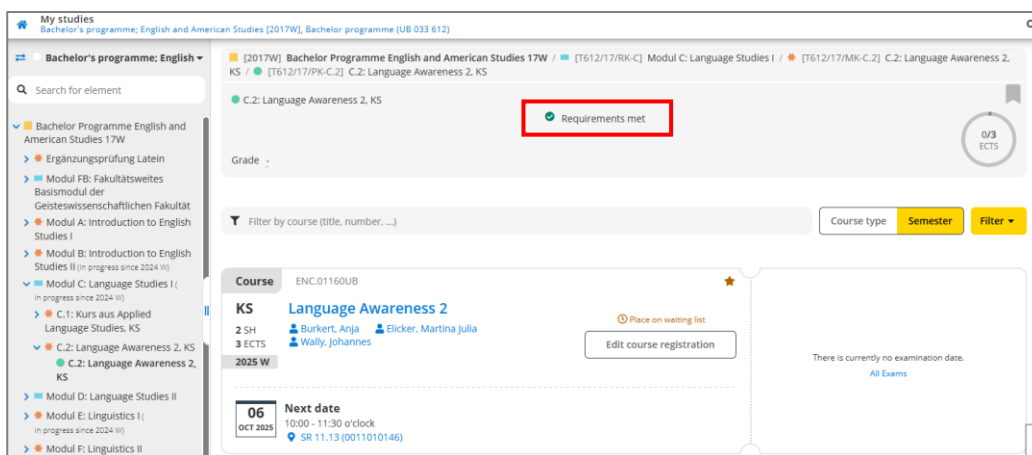 My studies
Bachelor's programme; English and American Studies [2017W], Bachelor programme (UB 033 612)
Bachelor's programme; English
Search for element
Bachelor Programme English and
American Studies 17W
Ergänzungsprüfung Latein
Modul FB: Fakultätsweites
Basismodul der
Geisteswissenschaftlichen Fakultät
Modul A: Introduction to English
Studies I
Modul B: Introduction to English
Studies II (In progress since 2024 W)
Modul C: Language Studies I (
In progress since 2024 W)
C.1: Kurs aus Applied
Language Studies, KS
C.2: Language Awareness 2, KS
C.2: Language Awareness 2,
KS
Modul D: Language Studies II
Modul E: Linguistics I (
In progress since 2024 W)
Modul F: Linguistics II
[2017W] Bachelor Programme English and American Studies 17W / [T612/17/RK-C] Modul C: Language Studies I / [T612/17/MK-C.2] C.2: Language Awareness 2,
KS / [T612/17/PK-C.2] C.2: Language Awareness 2, KS
C.2: Language Awareness 2, KS
Requirements met
0/3
ECTS
Grade -
Filter by course (title, number, ...)
Course type
Semester
Filter
Course ENC.01160UB
KS Language Awareness 2
2 SH Burkert, Anja Elicker, Martina Julia
3 ECTS Wally, Johannes
2025 W
Place on waiting list
Edit course registration
There is currently no examination date.
All Exams
06 Next date
OCT 2025 10:00 - 11:30 o'clock
SR 11.13 (0011010146)